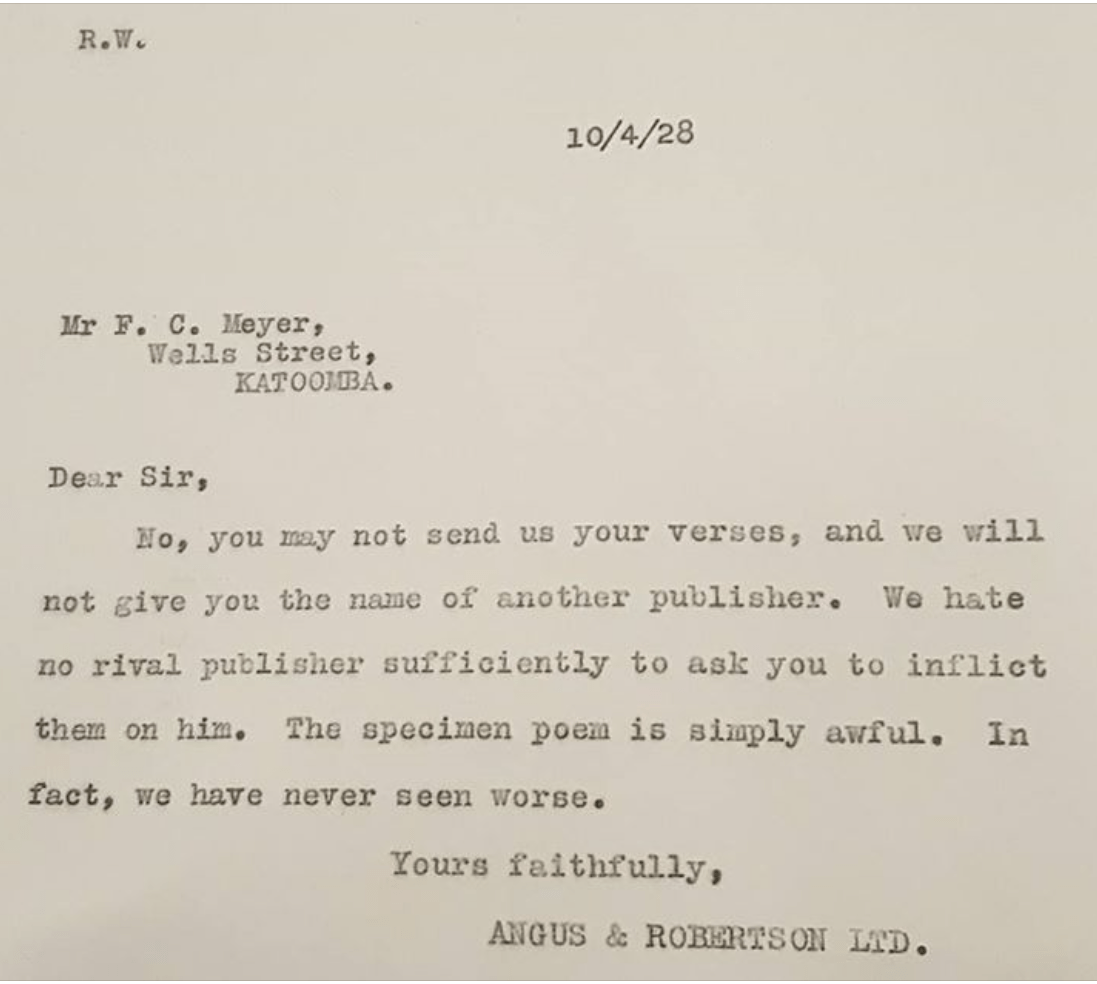 R.W.
10/4/28
Mr F. C. Meyer,
Wells Street,
KATOOMBA.
Dear Sir,
No, you may not send us your verses, and we will
not give you the name of another publisher. We hate
no rival publisher sufficiently to ask you to inflict
them on him. The specimen poem is simply awful. In
fact, we have never seen worse.
Yours faithfully,
ANGUS & ROBERTSON LTD.